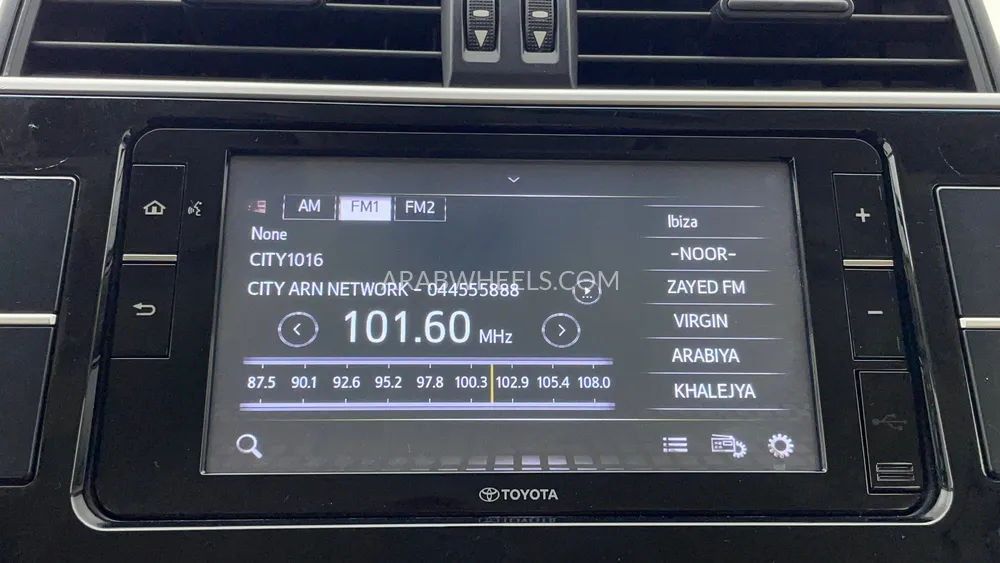 AM FM1 FM2
None
CITY1016
CITY ARN NETWORK - 044555888
101.60 MHz
87.5 90.1 92.6 95.2 97.8 100.3 102.9 105.4 108.0
Ibiza
-NOOR-
ZAYED FM
VIRGIN
ARABIYA
KHALEJYA
ARABWHEELS.COM
TOYOTA